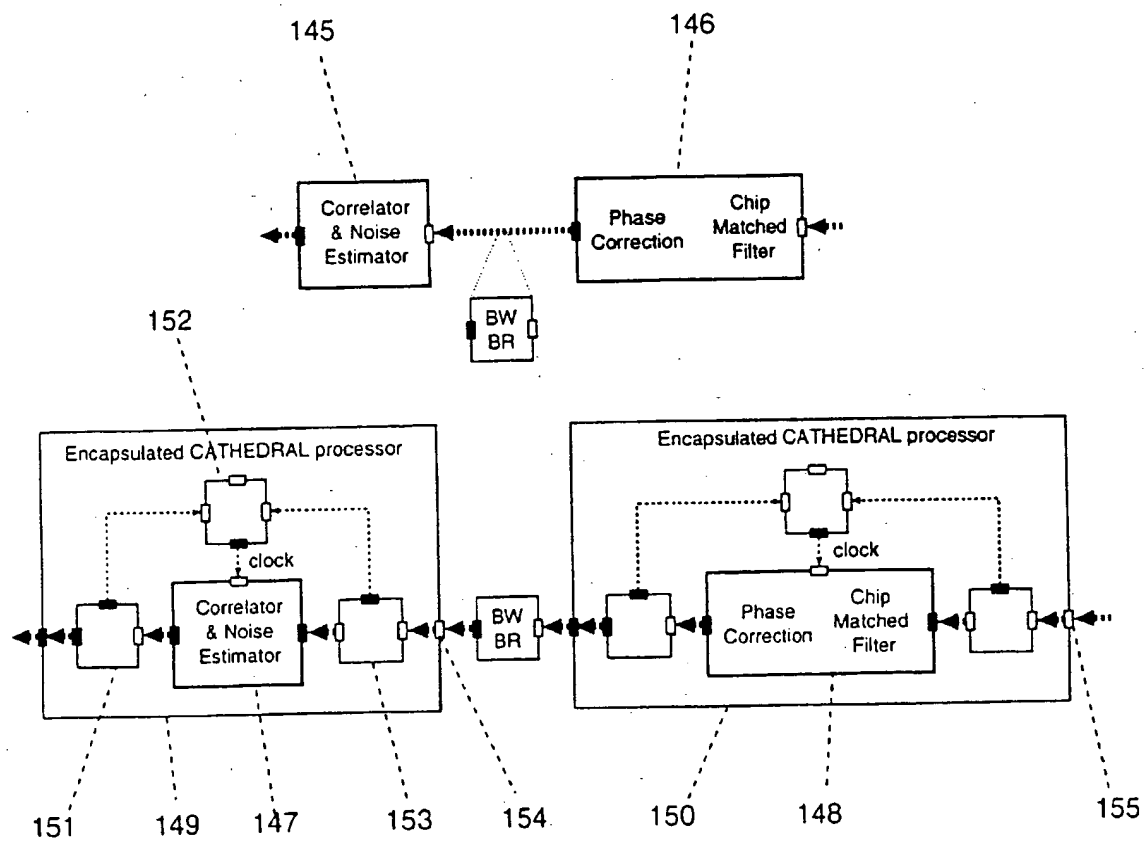 145
146
Correlator
& Noise
Estimator
Phase
Correction
Chip
Matched
Filter
BW
BR
152
Encapsulated CATHEDRAL processor
clock
Correlator
& Noise
Estimator
BW
BR
Encapsulated CATHEDRAL processor
clock
Phase
Correction
Chip
Matched
Filter
151
149
147
153
154
150
148
155